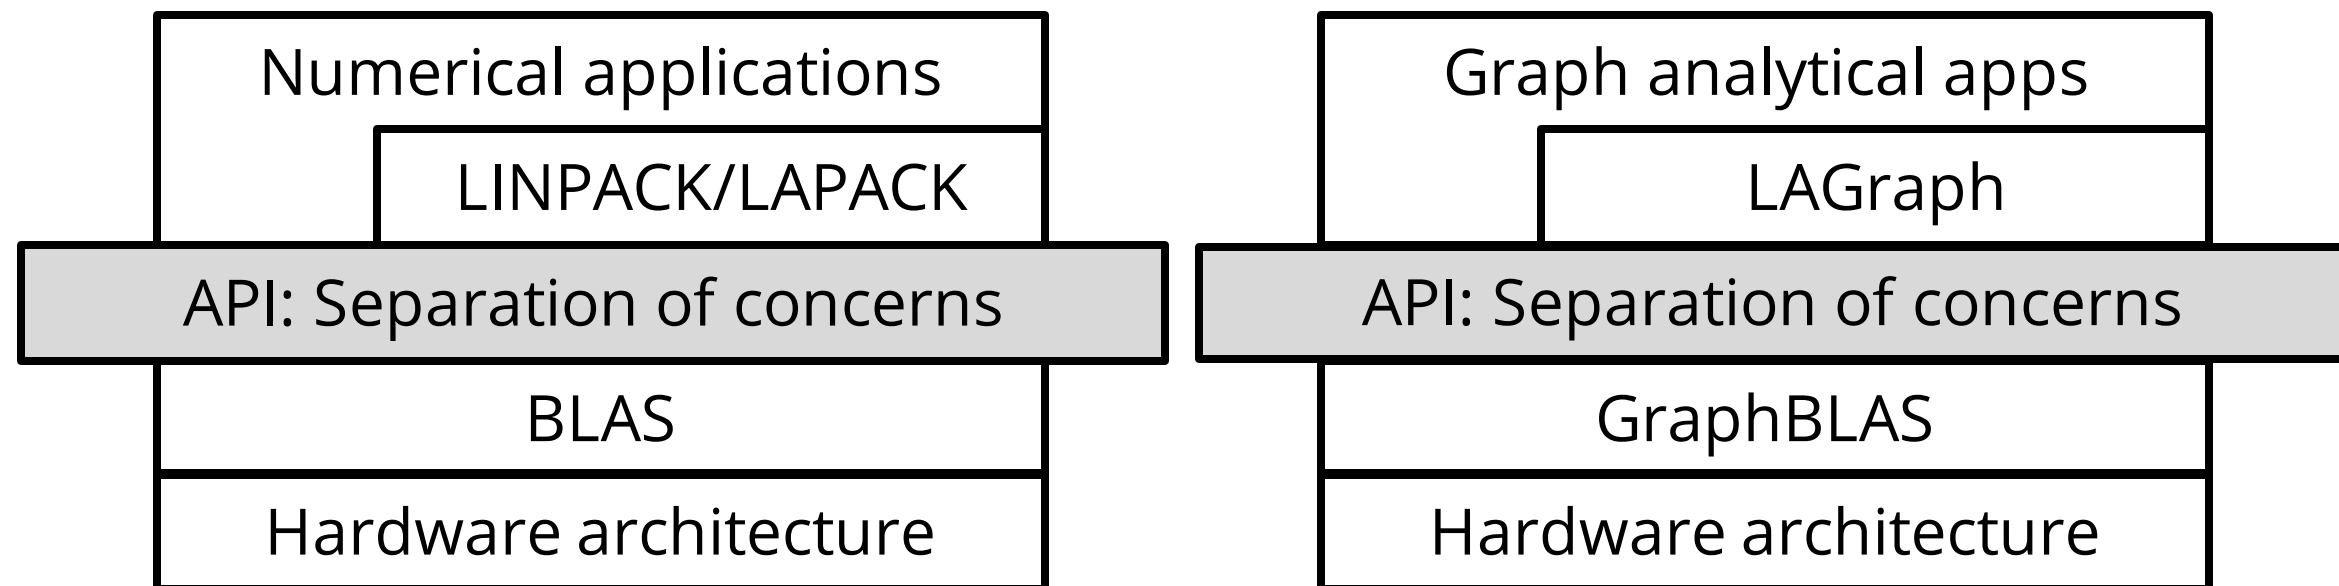 Numerical applications
LINPACK/LAPACK
API: Separation of concerns
BLAS
Hardware architecture
Graph analytical apps
LAGraph
API: Separation of concerns
GraphBLAS
Hardware architecture